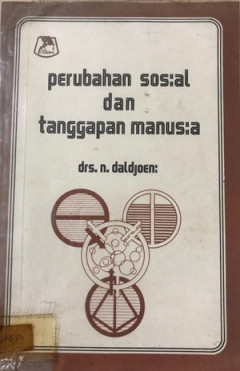 perubahan sosial
dan
tanggapan manusia
drs. n. daldjoeni